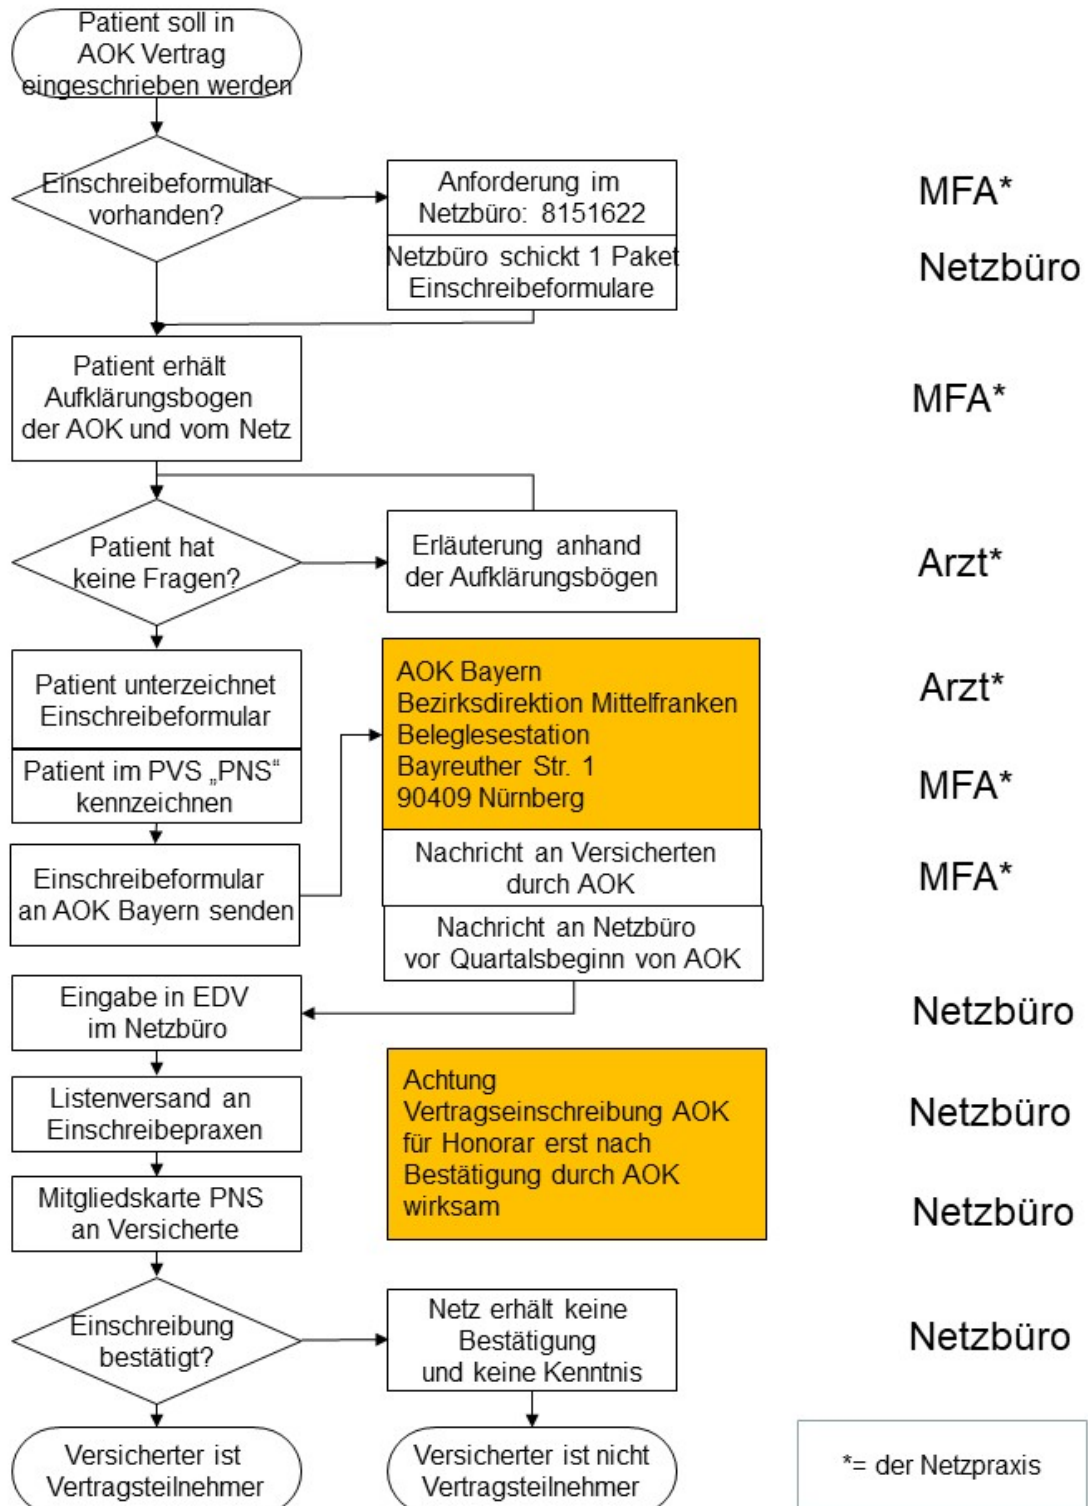 Patient soll in
AOK Vertrag
eingeschrieben werden
Einschreibeformular
vorhanden?
Anforderung im
Netzbüro: 8151622
MFA*
Netzbüro schickt 1 Paket
Einschreibeformulare
Netzbüro
Patient erhält
Aufklärungsbogen
der AOK und vom Netz
MFA*
Patient hat
keine Fragen?
Erläuterung anhand
der Aufklärungsbögen
Arzt*
Patient unterzeichnet
Einschreibeformular
Arzt*
Patient im PVS „PNS“
kennzeichnen
MFA*
Einschreibeformular
an AOK Bayern senden
MFA*
AOK Bayern
Bezirksdirektion Mittelfranken
Beleglesestation
Bayreuther Str. 1
90409 Nürnberg
Nachricht an Versicherten
durch AOK
Nachricht an Netzbüro
vor Quartalsbeginn von AOK
Eingabe in EDV
im Netzbüro
Netzbüro
Listenversand an
Einschreibepraxen
Netzbüro
Achtung
Vertragseinschreibung AOK
für Honorar erst nach
Bestätigung durch AOK
wirksam
Mitgliedskarte PNS
an Versicherte
Netzbüro
Einschreibung
bestätigt?
Netz erhält keine
Bestätigung
und keine Kenntnis
Netzbüro
Versicherter ist
Vertragsteilnehmer
Versicherter ist nicht
Vertragsteilnehmer
*= der Netzpraxis